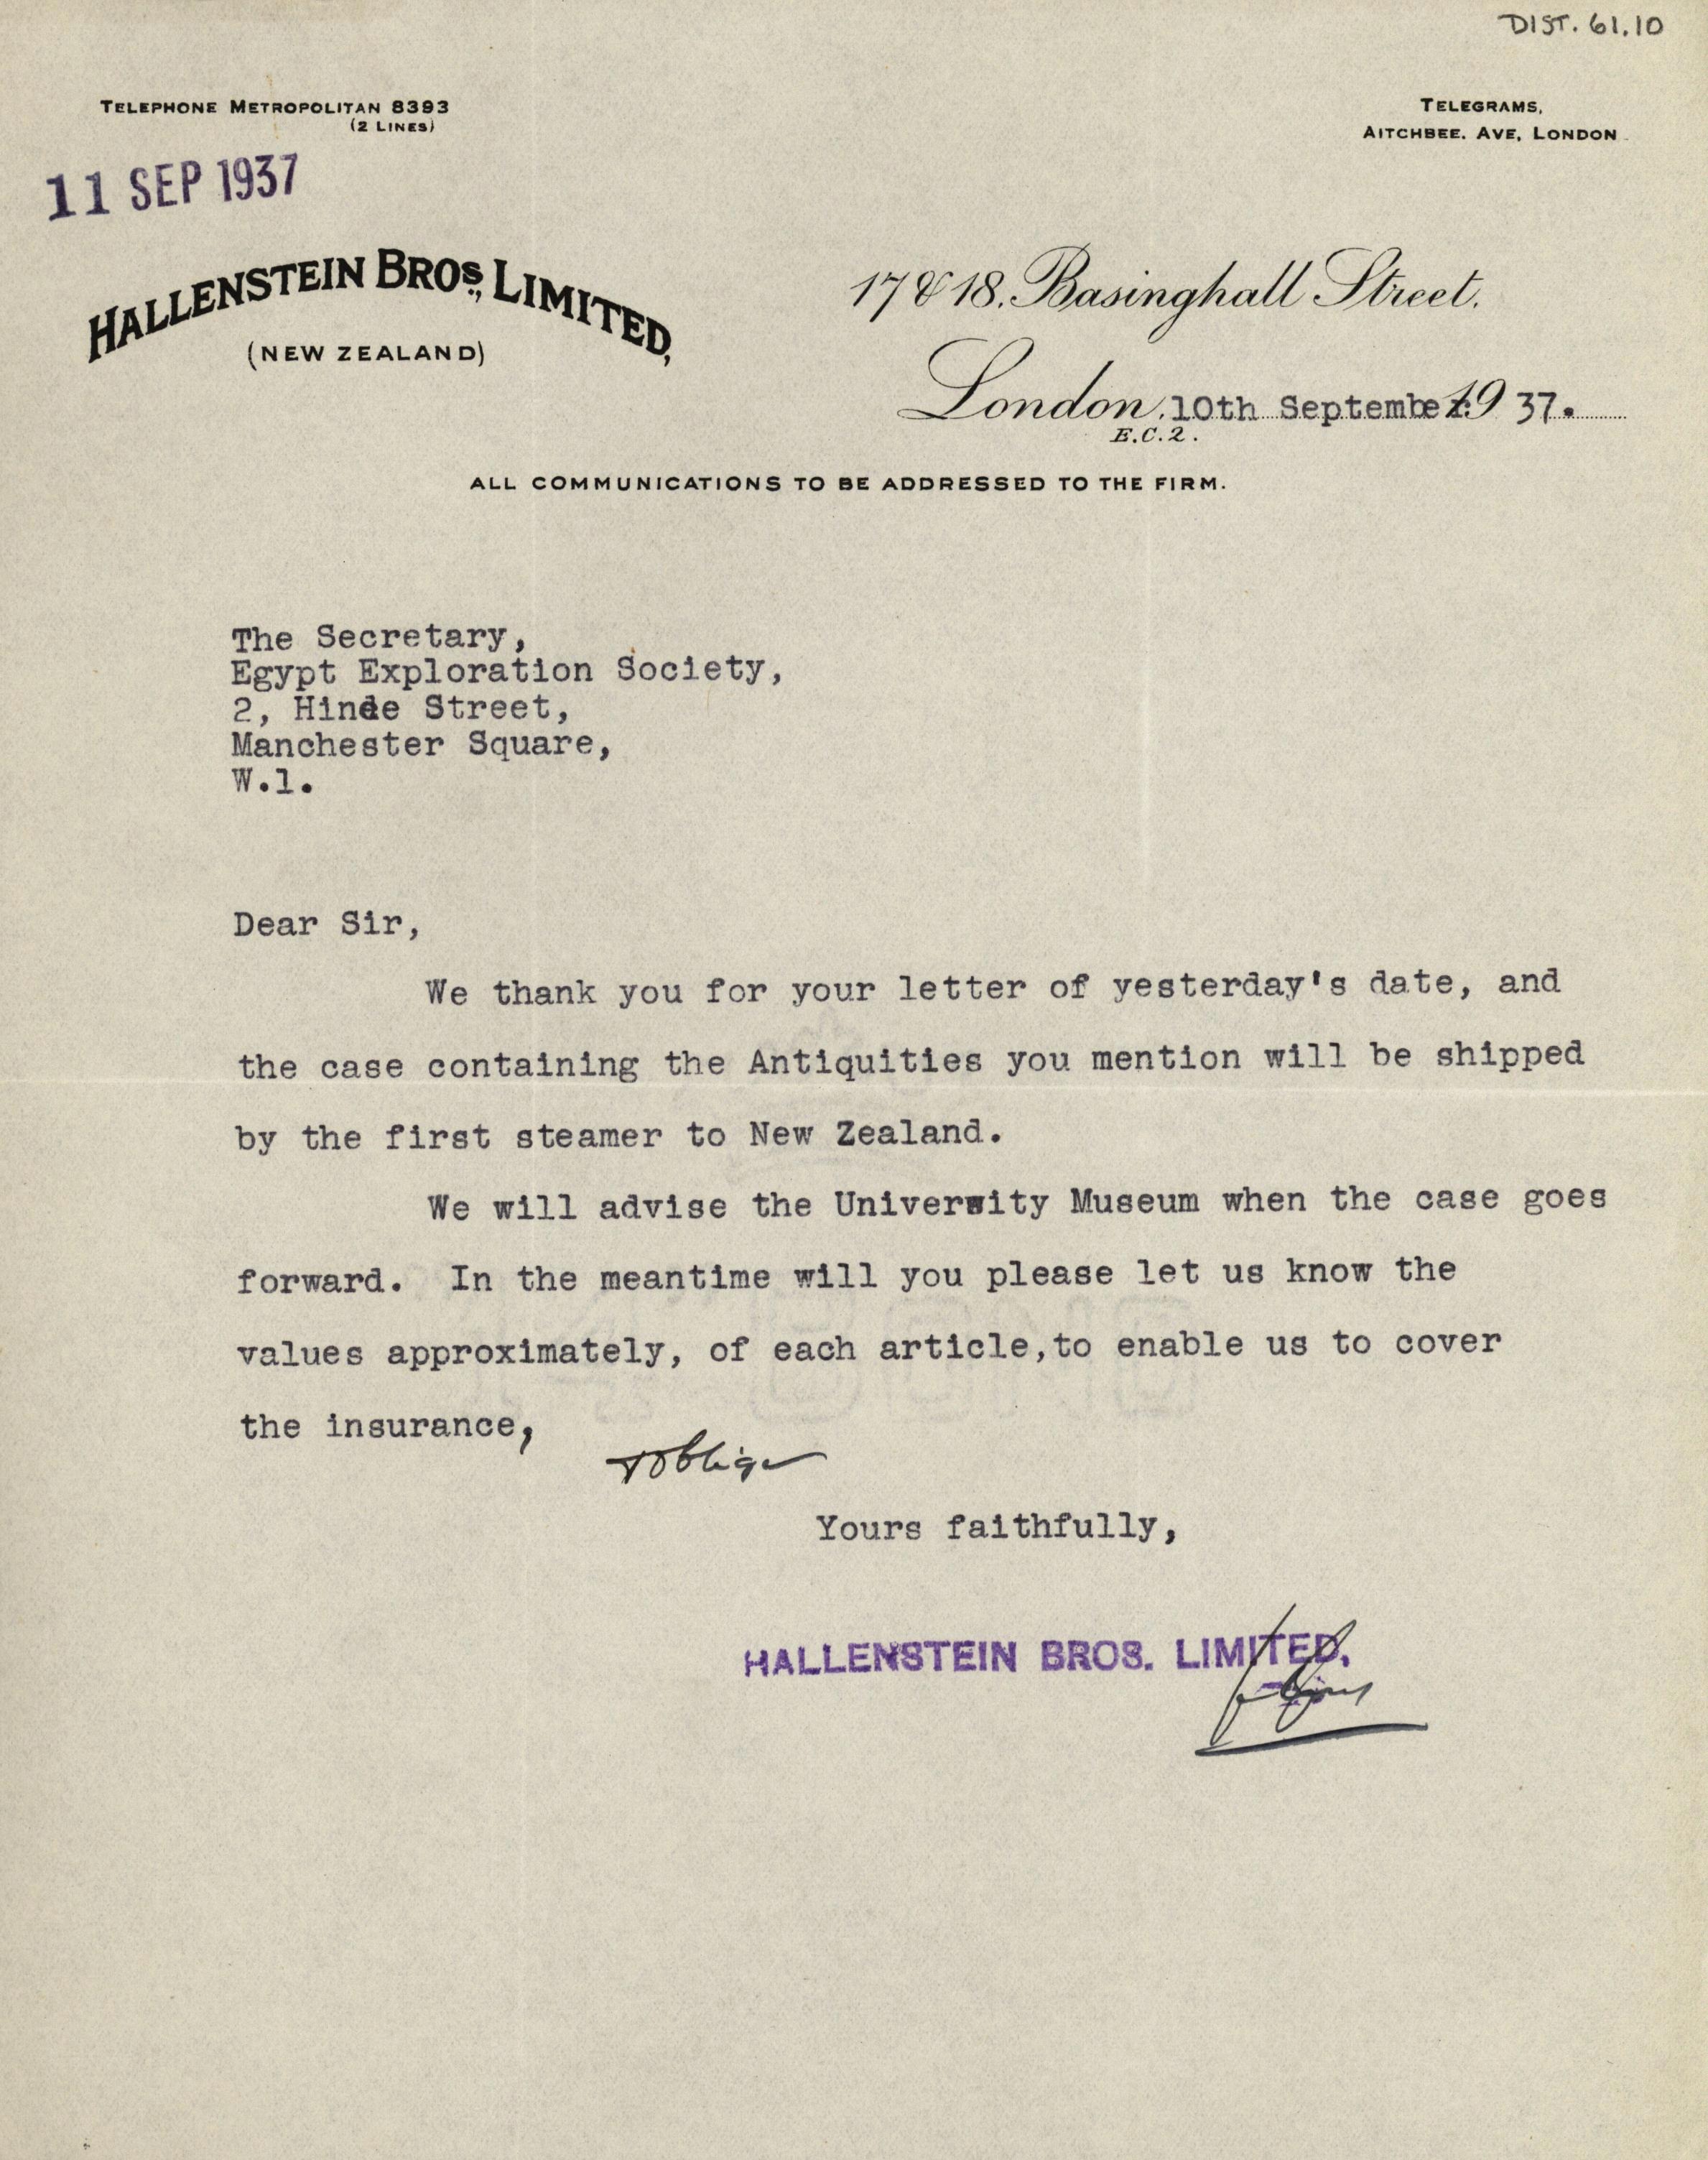 DIST. 61.10
TELEPHONE METROPOLITAN 8393
(2 LINES)
TELEGRAMS,
AITCHBEE. AVE, LONDON
11 SEP 1937
HALLENSTEIN BROS., LIMITED,
(NEW ZEALAND)
17 & 18. Basinghall Street.
London, 10th September 1937.
E.C.2.
ALL COMMUNICATIONS TO BE ADDRESSED TO THE FIRM.
The Secretary,
Egypt Exploration Society,
2, Hinde Street,
Manchester Square,
W.1.
Dear Sir,
We thank you for your letter of yesterday's date, and
the case containing the Antiquities you mention will be shipped
by the first steamer to New Zealand.
We will advise the University Museum when the case goes
forward. In the meantime will you please let us know the
values approximately, of each article,to enable us to cover
the insurance,
& oblige
Yours faithfully,
HALLENSTEIN BROS. LIMITED,